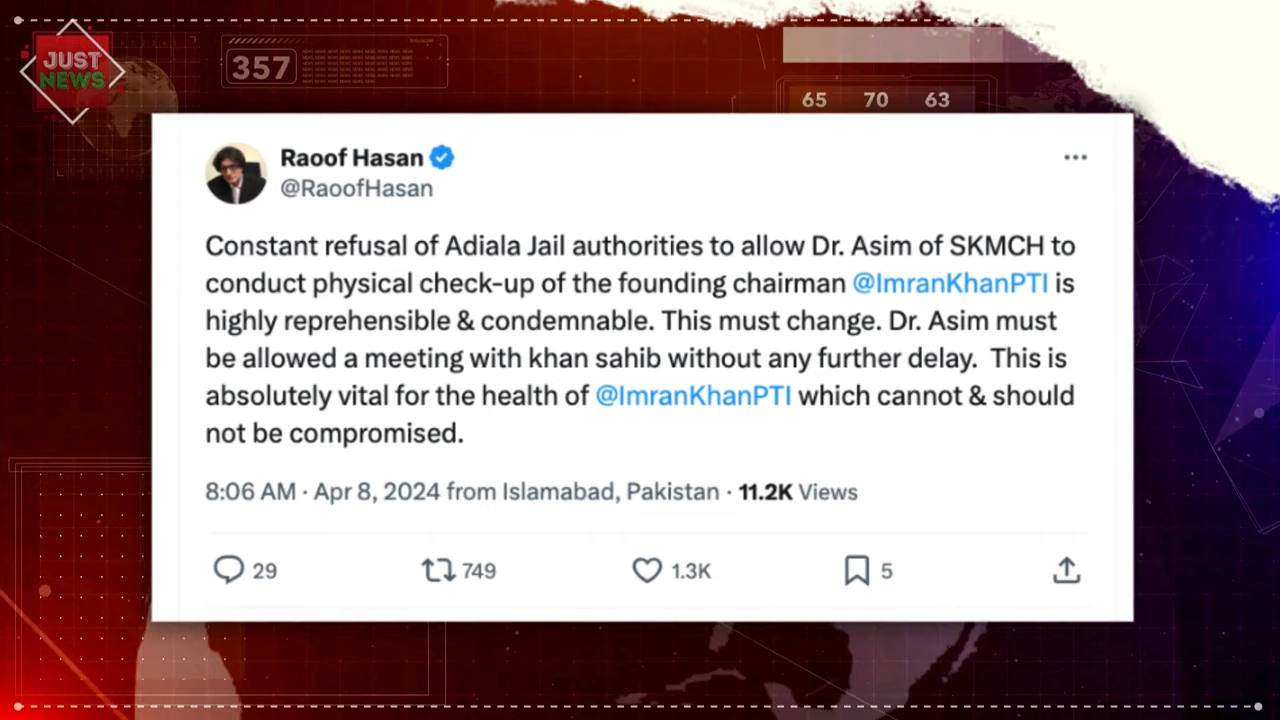 JUST
NEWS
357
65 70 63
Raoof Hasan
@RaoofHasan
Constant refusal of Adiala Jail authorities to allow Dr. Asim of SKMCH to
conduct physical check-up of the founding chairman @ImranKhanPTI is
highly reprehensible & condemnable. This must change. Dr. Asim must
be allowed a meeting with khan sahib without any further delay.  This is
absolutely vital for the health of @ImranKhanPTI which cannot & should
not be compromised.
8:06 AM · Apr 8, 2024 from Islamabad, Pakistan · 11.2K Views
29 749 1.3K 5